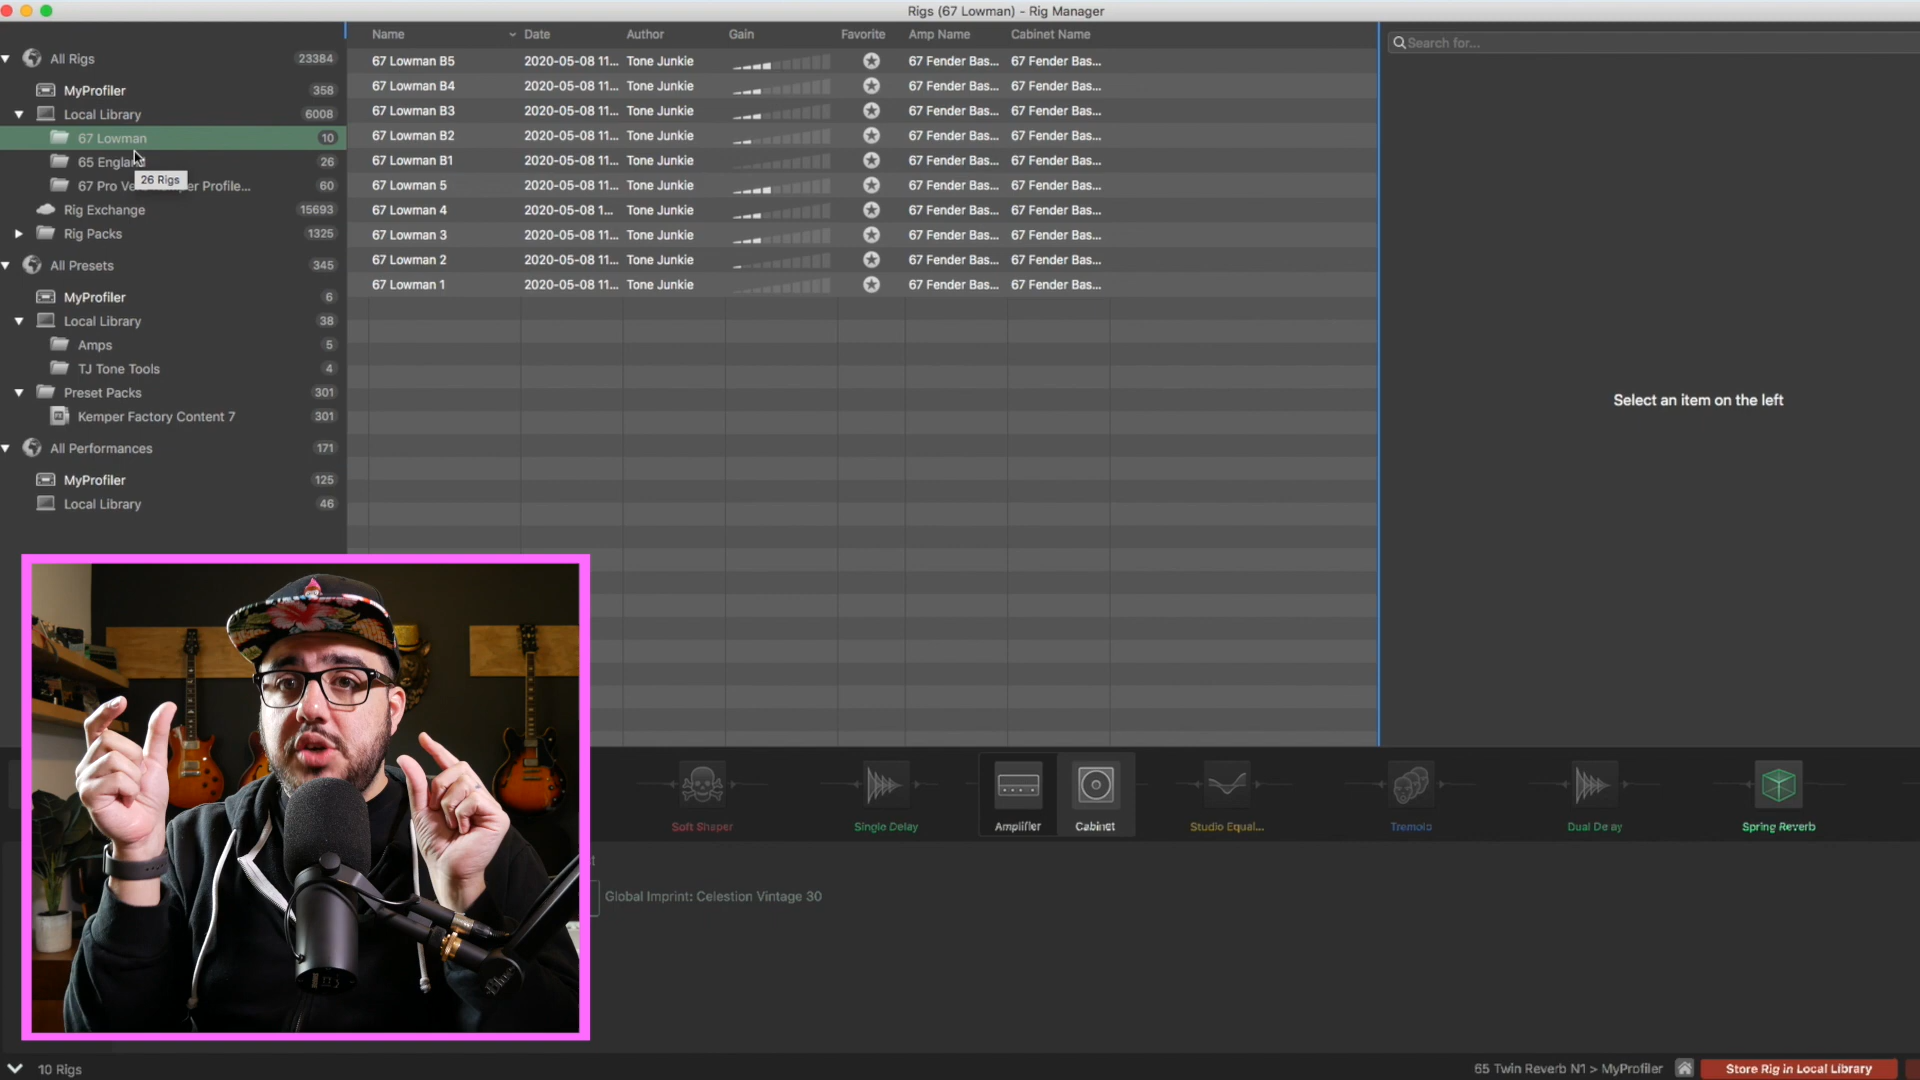 Rigs (67 Lowman) - Rig Manager
Name Date Author Gain Favorite Amp Name Cabinet Name
Search for...
All Rigs 23384
MyProfiler 358
Local Library 6008
67 Lowman 10
65 England 26
26 Rigs
67 Pro Ve er Profile... 60
Rig Exchange 15693
Rig Packs 1325
All Presets 345
MyProfiler 6
Local Library 38
Amps 5
TJ Tone Tools 4
Preset Packs 301
Kemper Factory Content 7 301
All Performances 171
MyProfiler 125
Local Library 46
67 Lowman B5 2020-05-08 11... Tone Junkie 67 Fender Bas... 67 Fender Bas...
67 Lowman B4 2020-05-08 11... Tone Junkie 67 Fender Bas... 67 Fender Bas...
67 Lowman B3 2020-05-08 11... Tone Junkie 67 Fender Bas... 67 Fender Bas...
67 Lowman B2 2020-05-08 11... Tone Junkie 67 Fender Bas... 67 Fender Bas...
67 Lowman B1 2020-05-08 11... Tone Junkie 67 Fender Bas... 67 Fender Bas...
67 Lowman 5 2020-05-08 11... Tone Junkie 67 Fender Bas... 67 Fender Bas...
67 Lowman 4 2020-05-08 1... Tone Junkie 67 Fender Bas... 67 Fender Bas...
67 Lowman 3 2020-05-08 11... Tone Junkie 67 Fender Bas... 67 Fender Bas...
67 Lowman 2 2020-05-08 11... Tone Junkie 67 Fender Bas... 67 Fender Bas...
67 Lowman 1 2020-05-08 11... Tone Junkie 67 Fender Bas... 67 Fender Bas...
Select an item on the left
Soft Shaper Single Delay Amplifier Cabinet Studio Equal... Tremolo Dual Delay Spring Reverb
Global Imprint: Celestion Vintage 30
Blue
10 Rigs
65 Twin Reverb N1 > MyProfiler
Store Rig in Local Library